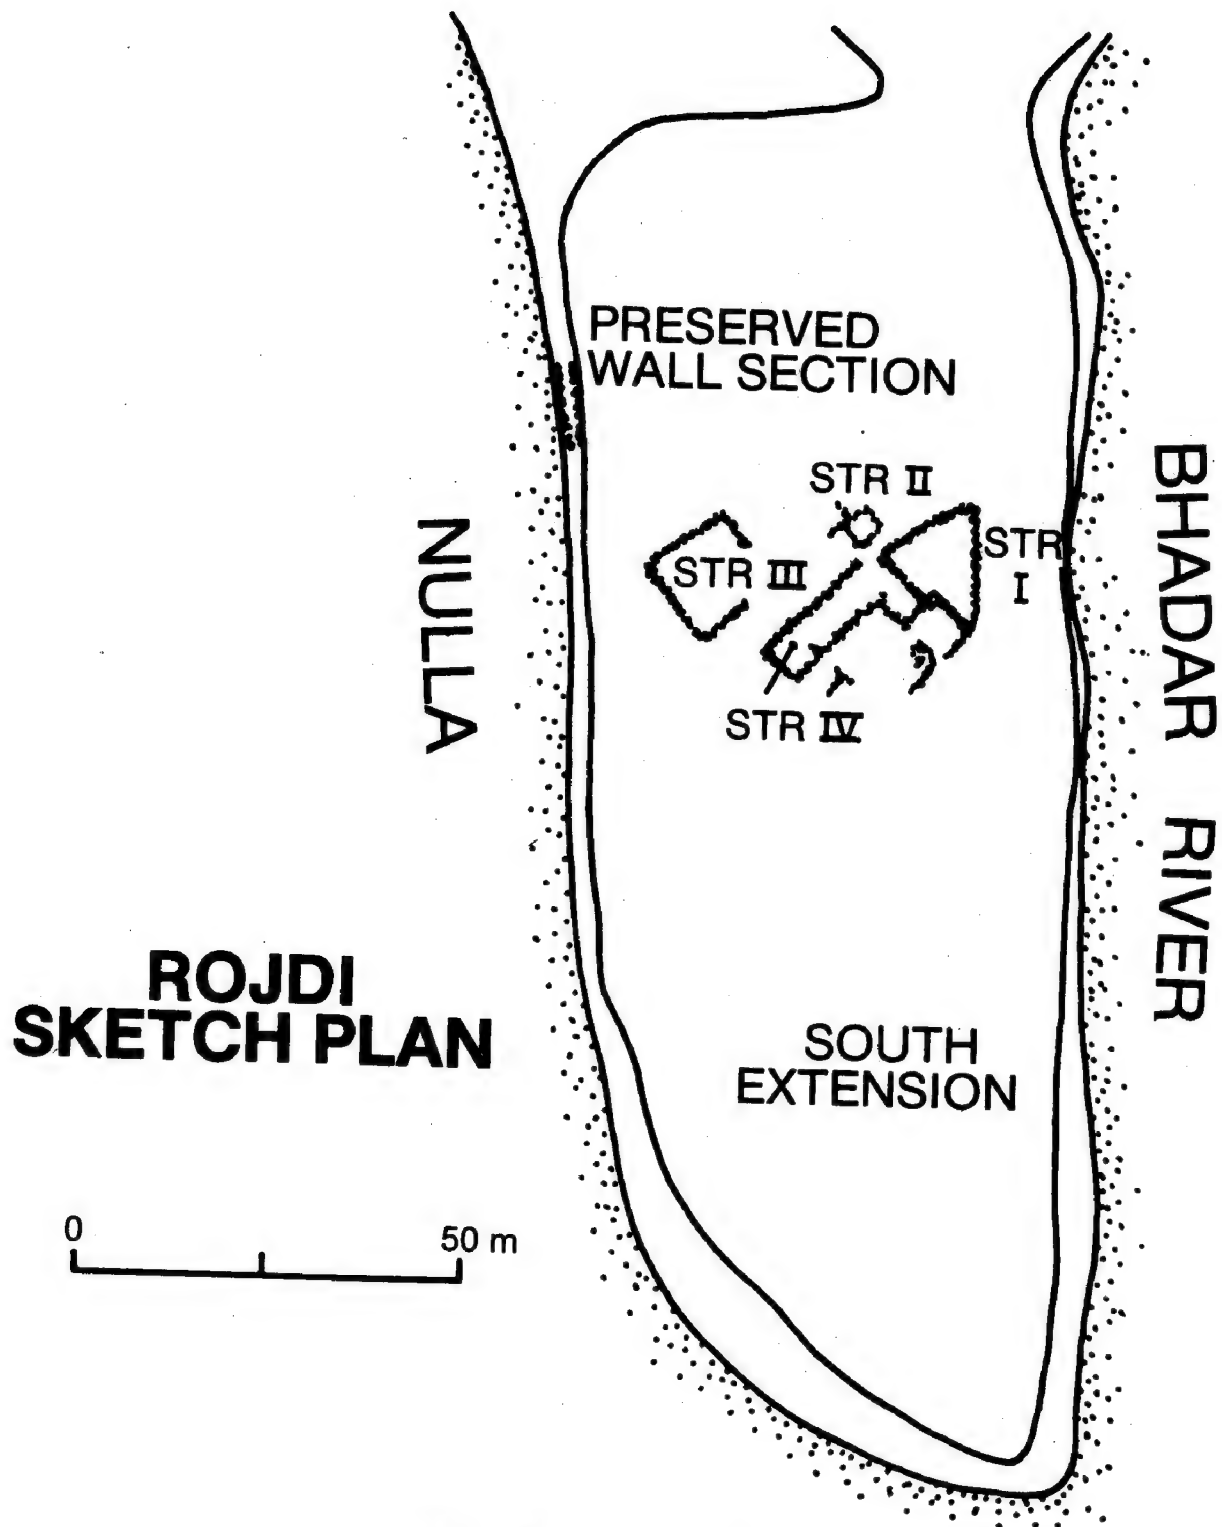 PRESERVED
WALL SECTION
STR II
STR
I
STR III
STR IV
NULLA
BHADAR RIVER
ROJDI
SKETCH PLAN
SOUTH
EXTENSION
0 50 m